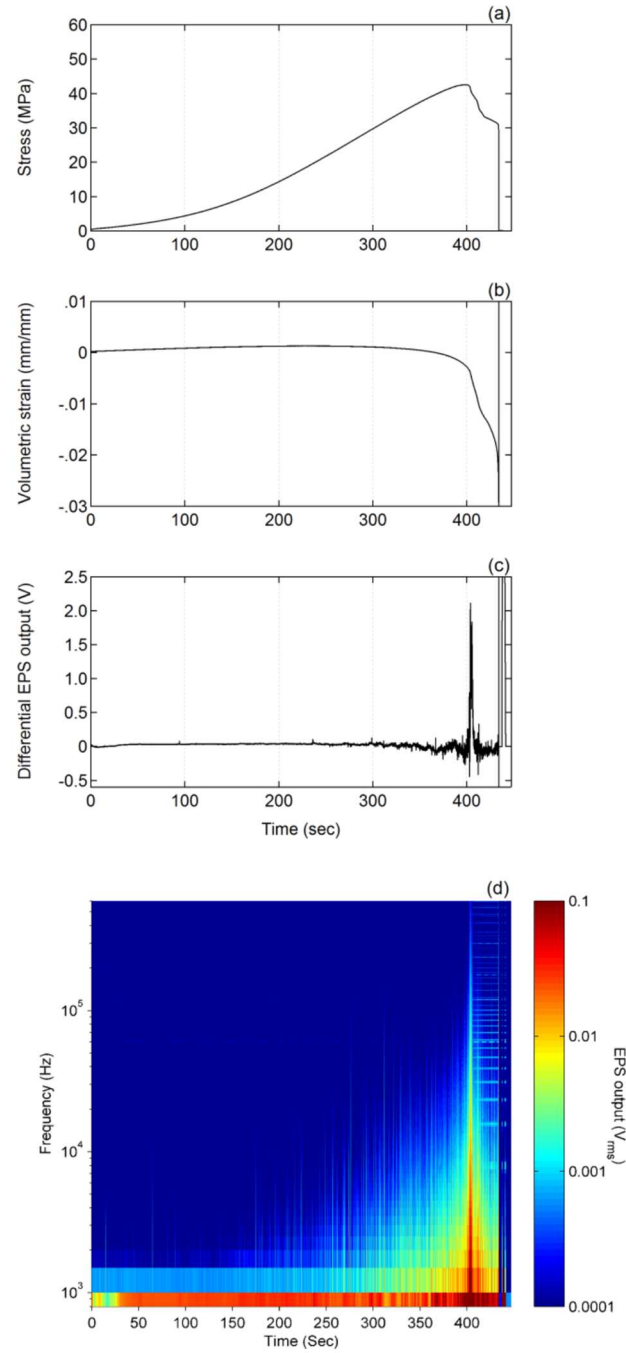 (a)
Stress (MPa)
60
50
40
30
20
10
0
0 100 200 300 400
(b)
Volumetric strain (mm/mm)
.01
0
-.01
-.02
-.03
0 100 200 300 400
(c)
Differential EPS output (V)
2.5
2.0
1.5
1.0
0.5
0
-0.5
0 100 200 300 400
Time (sec)
(d)
Frequency (Hz)
10^5
10^4
10^3
0 50 100 150 200 250 300 350 400
Time (Sec)
0.1
0.01
0.001
0.0001
EPS output (V_rms)